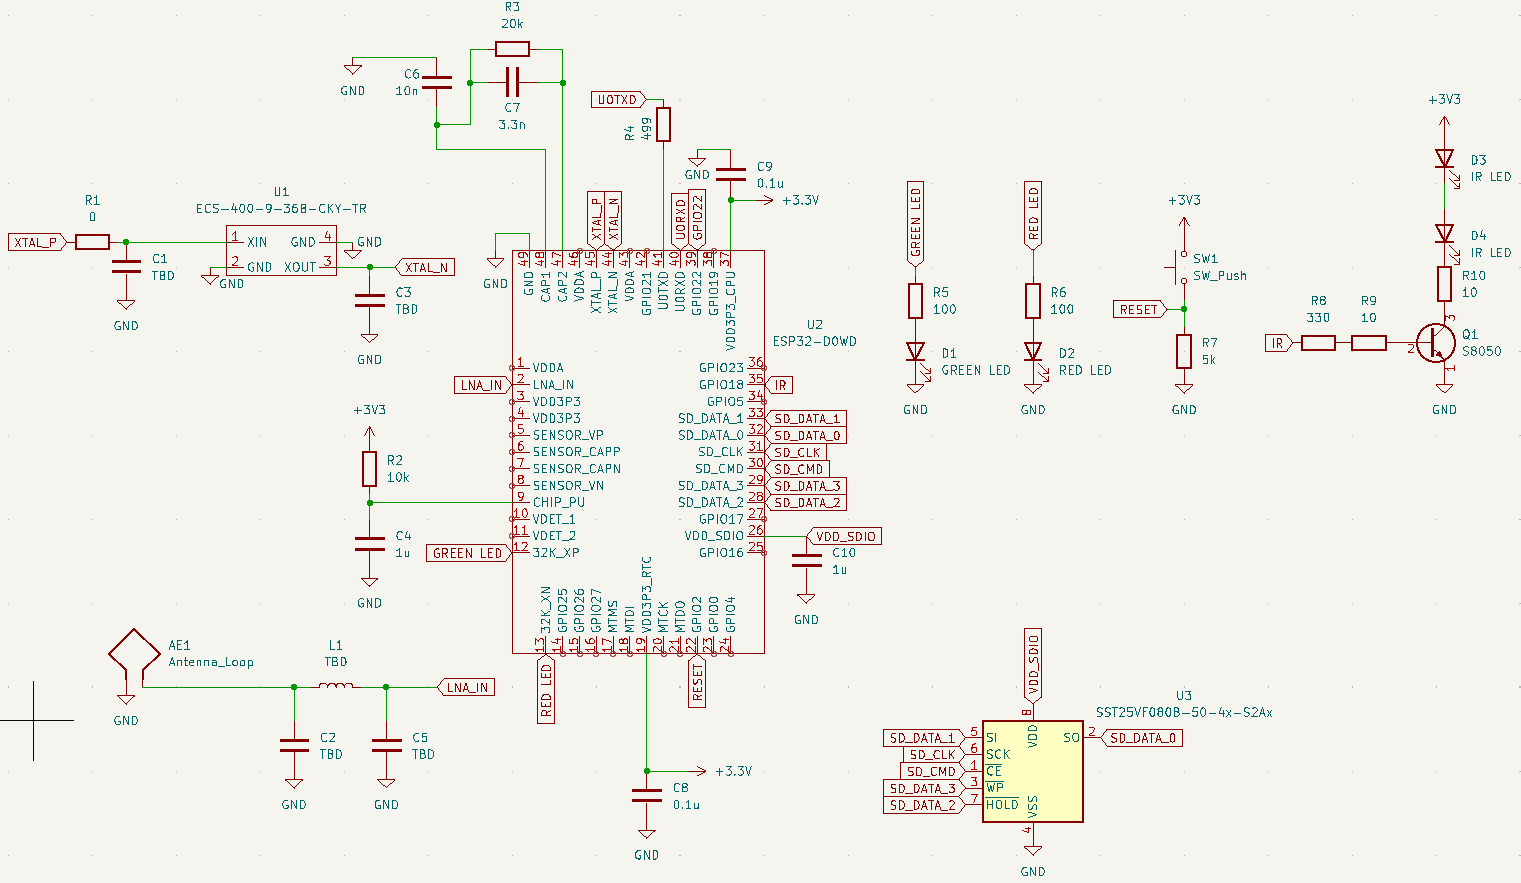 R3
20k
C6
10n
GND
C7
3.3n
U0TXD
R4
499
C9
0.1u
GND
+3.3V
U1
ECS-400-9-36B-CKY-TR
R1
0
XTAL_P
1 XIN
GND 4
GND
2 GND
XOUT 3
GND
XTAL_N
C1
TBD
GND
C3
TBD
GND
XTAL_P
XTAL_N
U0RXD
GPIO22
GND
49 GND
48 CAP1
47 CAP2
46 VDDA
45 XTAL_P
44 XTAL_N
43 VDDA
42 GPIO21
41 U0TXD
40 U0RXD
39 GPIO22
38 GPIO19
37 VDD3P3_CPU
U2
ESP32-D0WD
1 VDDA
LNA_IN
2 LNA_IN
3 VDD3P3
4 VDD3P3
5 SENSOR_VP
6 SENSOR_CAPP
7 SENSOR_CAPN
8 SENSOR_VN
9 CHIP_PU
10 VDET_1
11 VDET_2
GREEN LED
12 32K_XP
GPIO23 36
GPIO18 35 IR
GPIO5 34
SD_DATA_1 33 SD_DATA_1
SD_DATA_0 32 SD_DATA_0
SD_CLK 31 SD_CLK
SD_CMD 30 SD_CMD
SD_DATA_3 29 SD_DATA_3
SD_DATA_2 28 SD_DATA_2
GPIO17 27
VDD_SDIO 26 VDD_SDIO
GPIO16 25
C10
1u
GND
13 32K_XN
14 GPIO25
15 GPIO26
16 GPIO27
17 MTMS
18 MTDI
19 VDD3P3_RTC
20 MTCK
21 MTDO
22 GPIO2
23 GPIO0
24 GPIO4
RED LED
RESET
+3V3
R2
10k
C4
1u
GND
AE1
Antenna_Loop
GND
L1
TBD
LNA_IN
C2
TBD
GND
C5
TBD
GND
+3.3V
C8
0.1u
GND
GREEN LED
R5
100
D1
GREEN LED
GND
RED LED
R6
100
D2
RED LED
GND
+3V3
SW1
SW_Push
RESET
R7
5k
GND
+3V3
D3
IR LED
D4
IR LED
R10
10
IR
R8
330
R9
10
3
Q1
S8050
2
1
GND
VDD_SDIO
U3
SST25VF080B-50-4x-S2Ax
8 VDD
SD_DATA_1 5 SI
SO 2 SD_DATA_0
SD_CLK 6 SCK
SD_CMD 1 CE
SD_DATA_3 3 WP
SD_DATA_2 7 HOLD
VSS
4
GND